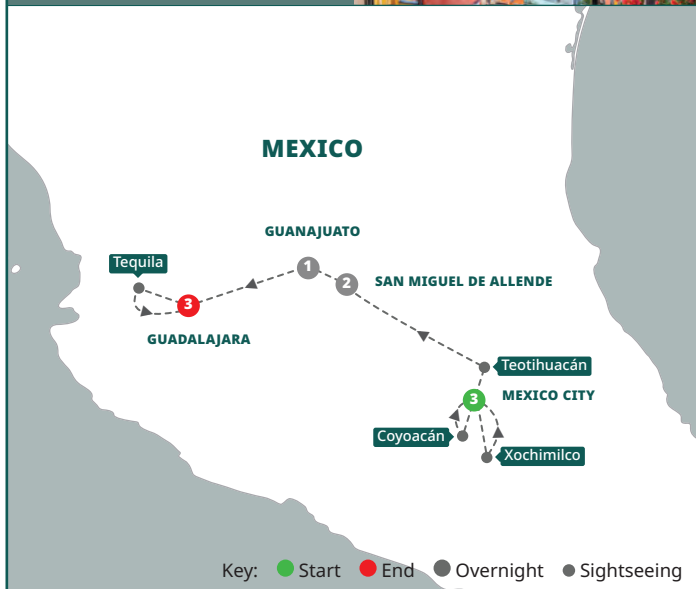 MEXICO
GUANAJUATO
Tequila
1
2
SAN MIGUEL DE ALLENDE
3
GUADALAJARA
Teotihuacán
3
MEXICO CITY
Coyoacán
Xochimilco
Key: Start End Overnight Sightseeing